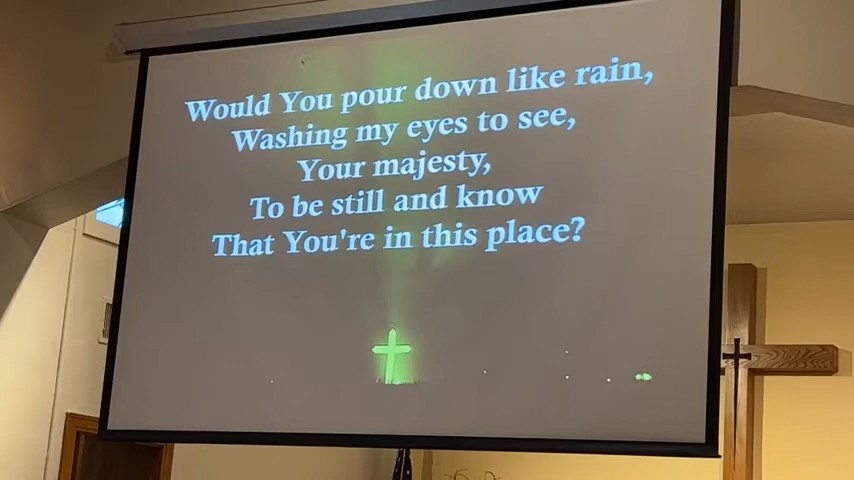 Would You pour down like rain,
Washing my eyes to see,
Your majesty,
To be still and know
That You're in this place?